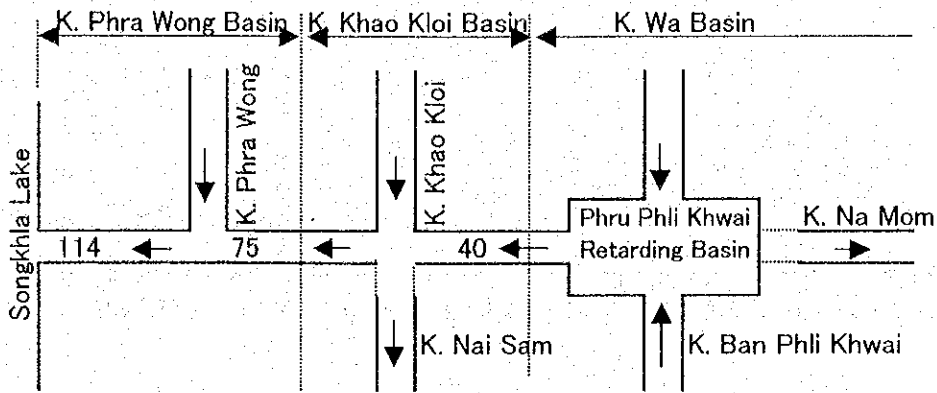 K. Phra Wong Basin
K. Khao Kloi Basin
K. Wa Basin
K. Phra Wong
K. Khao Kloi
Songkhla Lake
114
75
40
Phru Phli Khwai
Retarding Basin
K. Na Mom
K. Nai Sam
K. Ban Phli Khwai